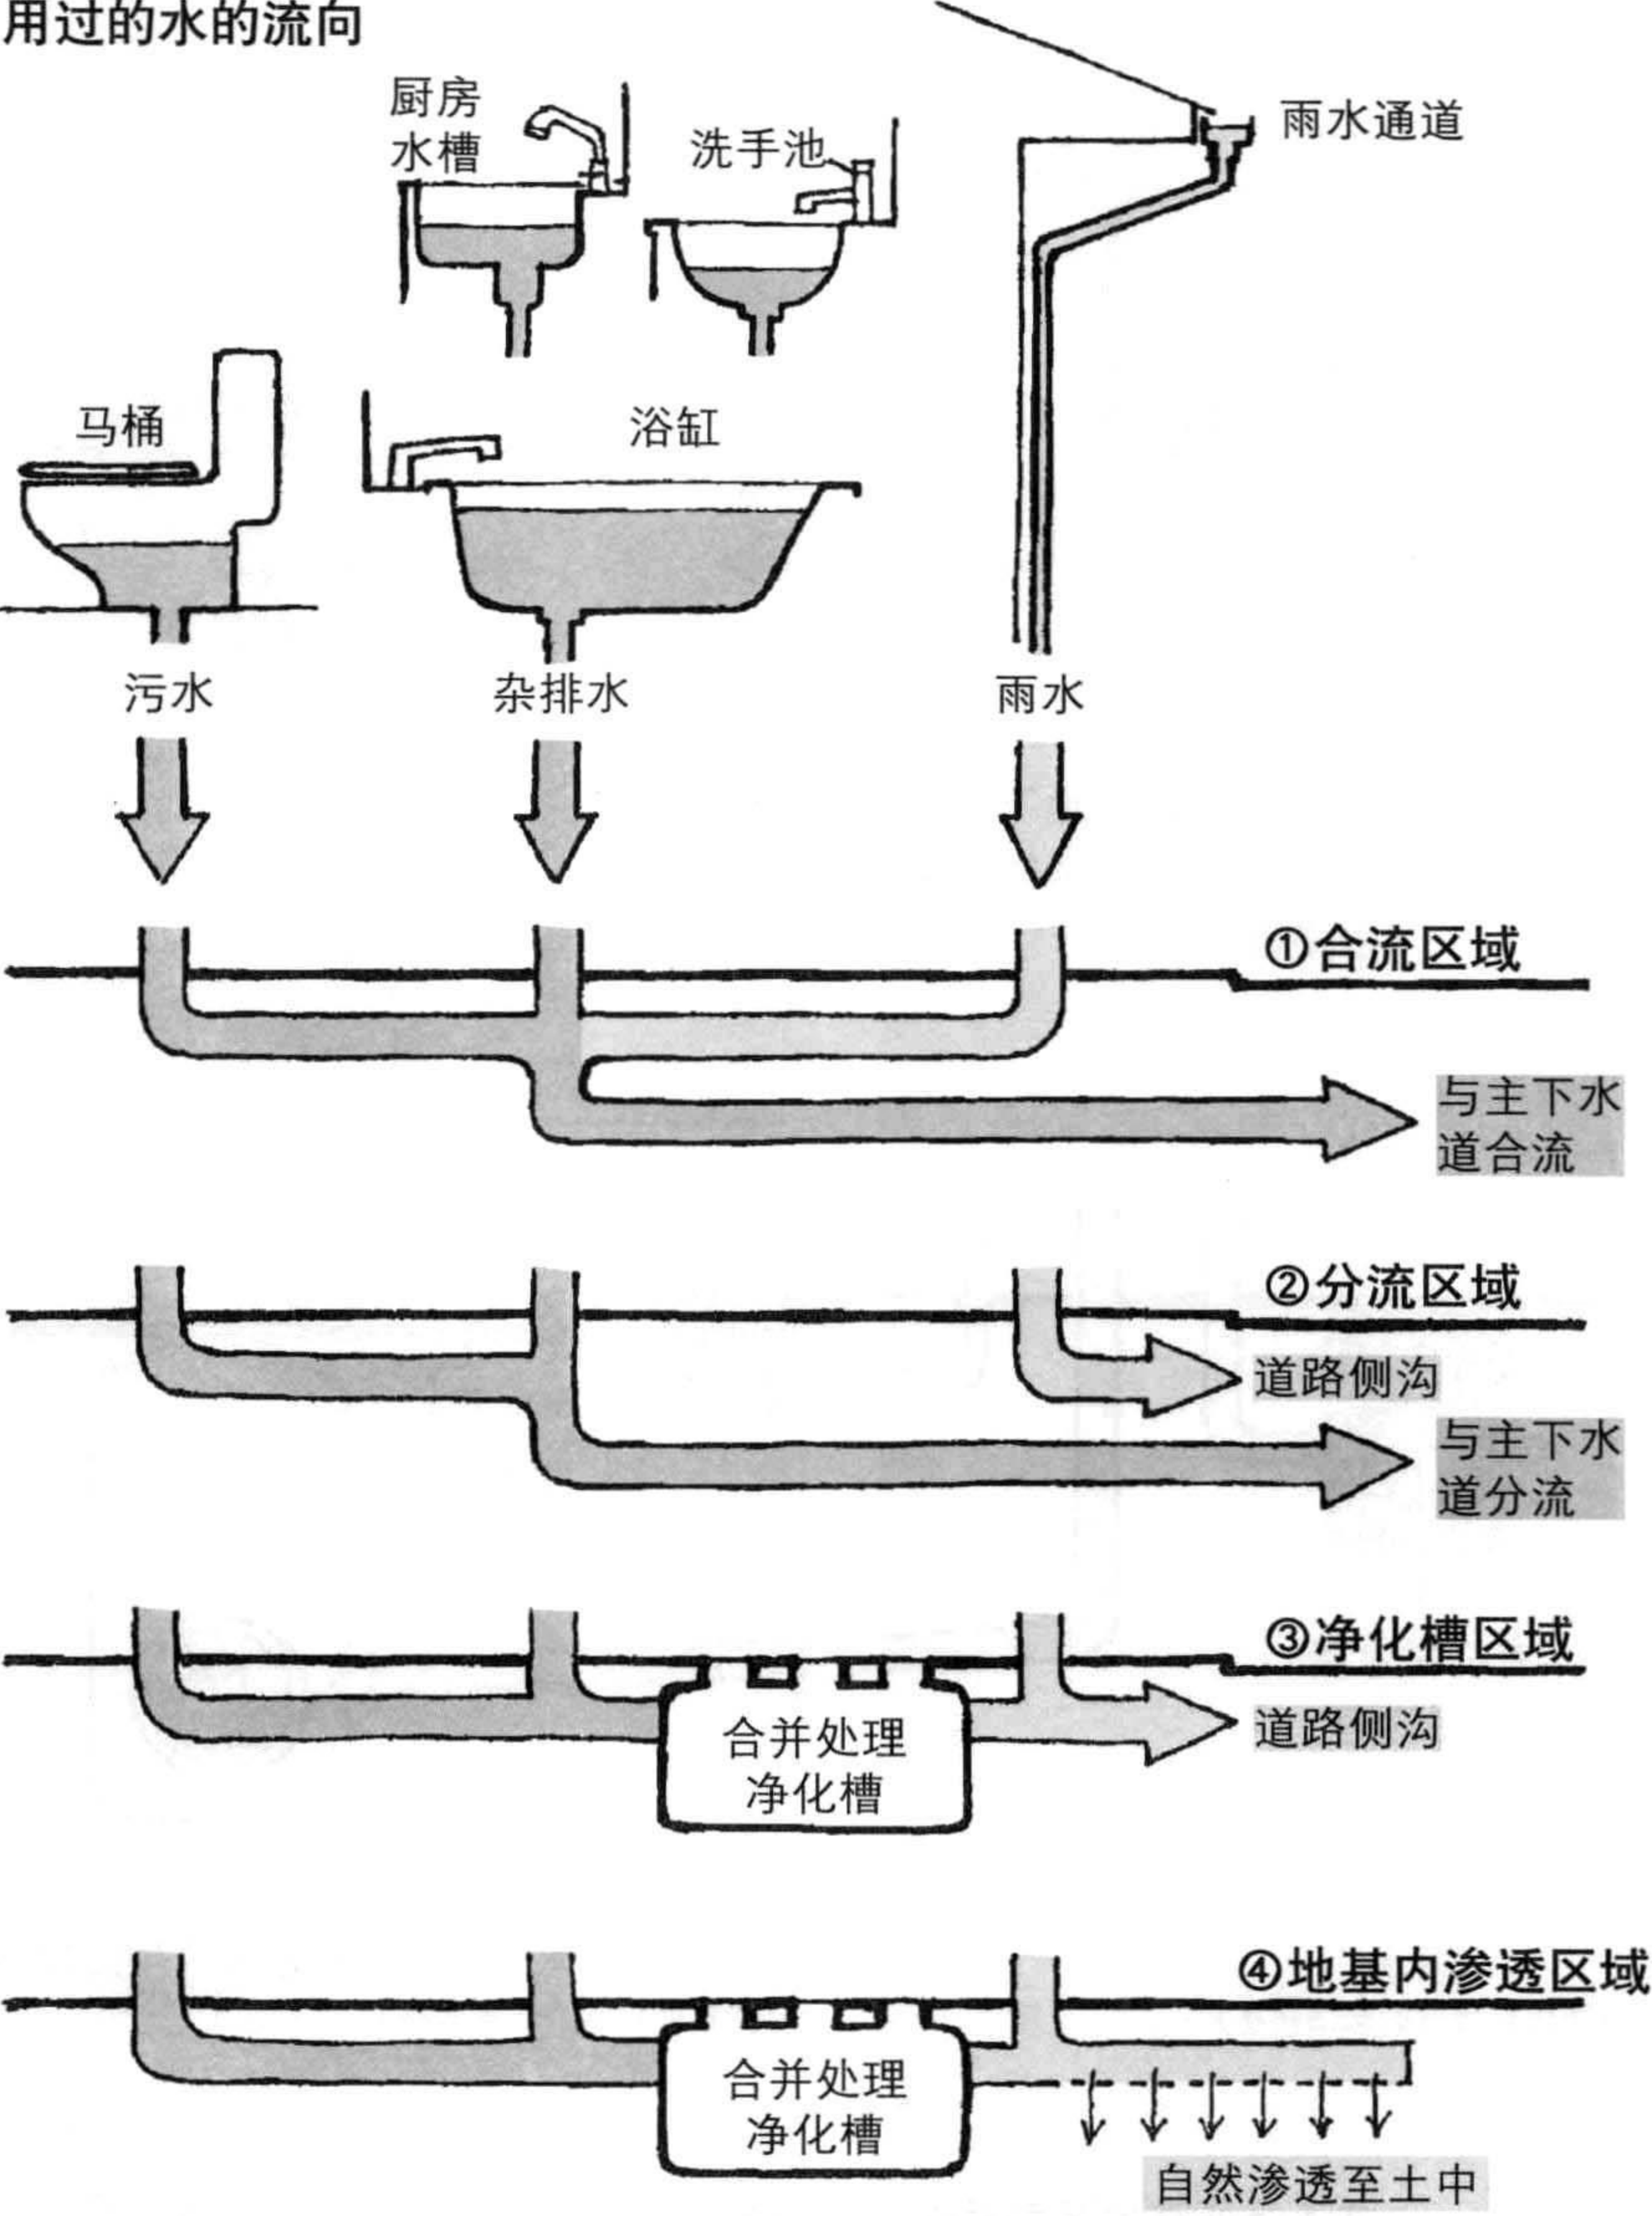 用过的水的流向
厨房
水槽
洗手池
雨水通道
马桶
浴缸
污水
杂排水
雨水
①合流区域
与主下水
道合流
②分流区域
道路侧沟
与主下水
道分流
③净化槽区域
合并处理
净化槽
道路侧沟
④地基内渗透区域
合并处理
净化槽
自然渗透至土中